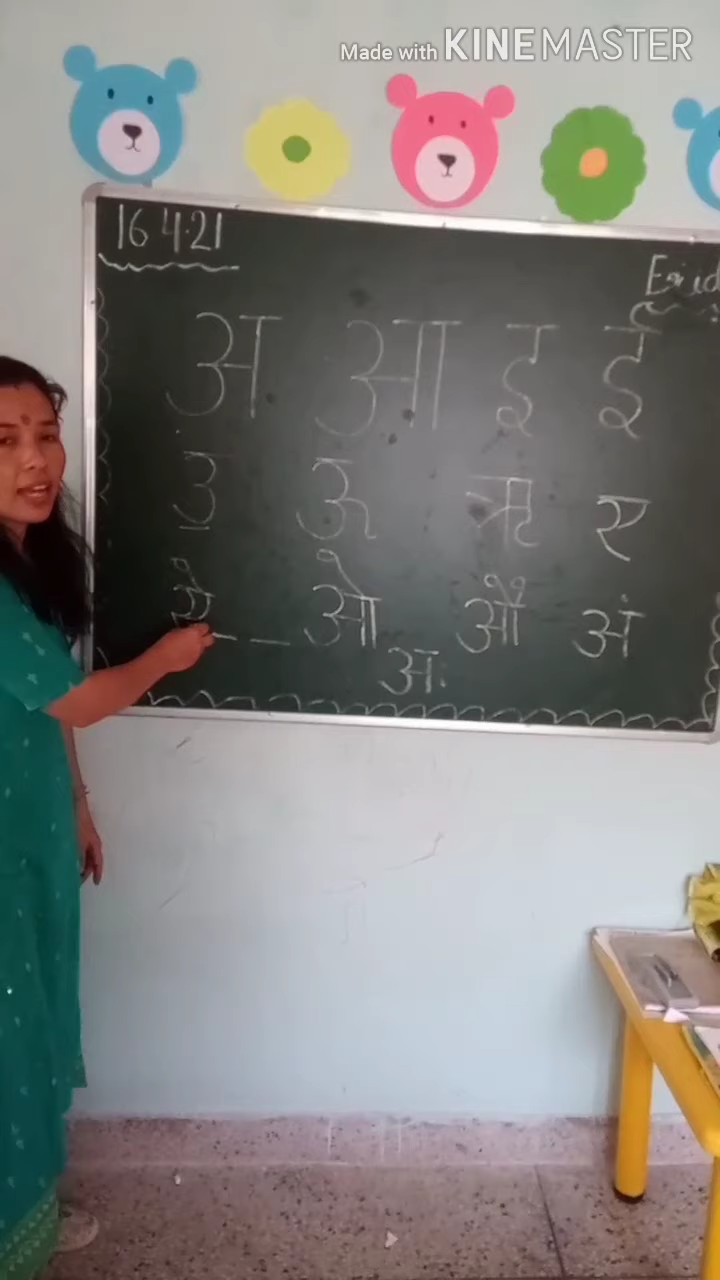 Made with KINEMASTER
16 4.21
अ आ इ ई
उ ऊ ऋ ए
ऐ ओ औ अं
अः